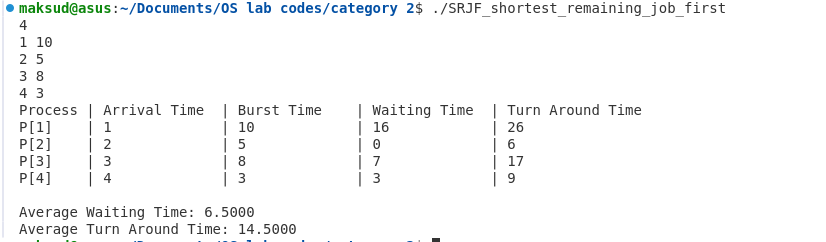 maksud@asus:~/Documents/OS lab codes/category 2$ ./SRJF_shortest_remaining_job_first
4
1 10
2 5
3 8
4 3
Process | Arrival Time | Burst Time | Waiting Time | Turn Around Time
P[1] | 1 | 10 | 16 | 26
P[2] | 2 | 5 | 0 | 6
P[3] | 3 | 8 | 7 | 17
P[4] | 4 | 3 | 3 | 9
Average Waiting Time: 6.5000
Average Turn Around Time: 14.5000